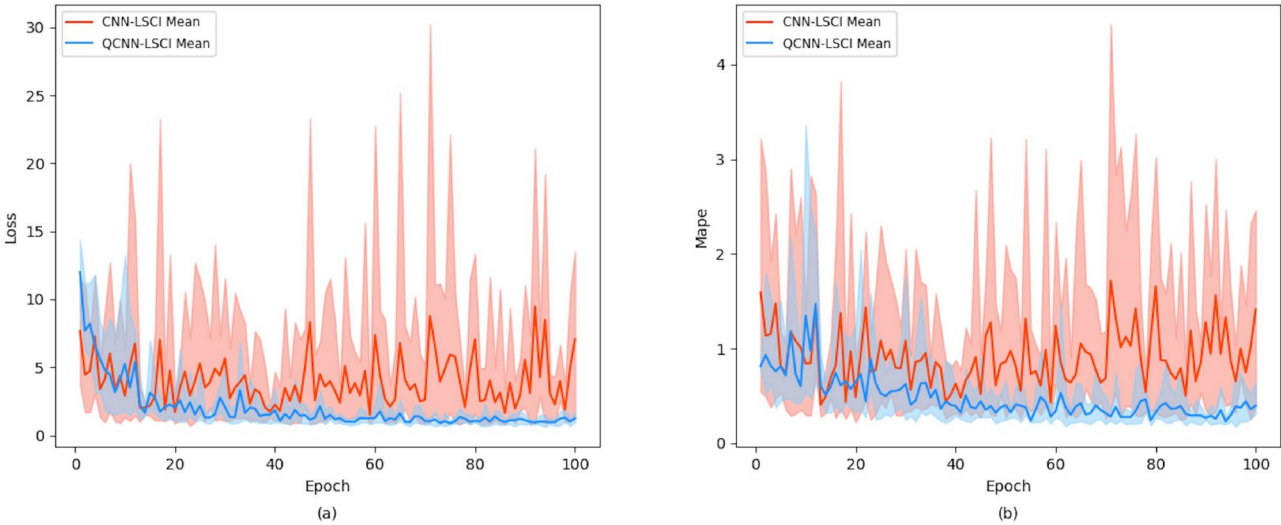 CNN-LSCI Mean
QCNN-LSCI Mean
30
25
20
15
10
5
0
Loss
0 20 40 60 80 100
Epoch
(a)
CNN-LSCI Mean
QCNN-LSCI Mean
4
3
2
1
0
Mape
0 20 40 60 80 100
Epoch
(b)